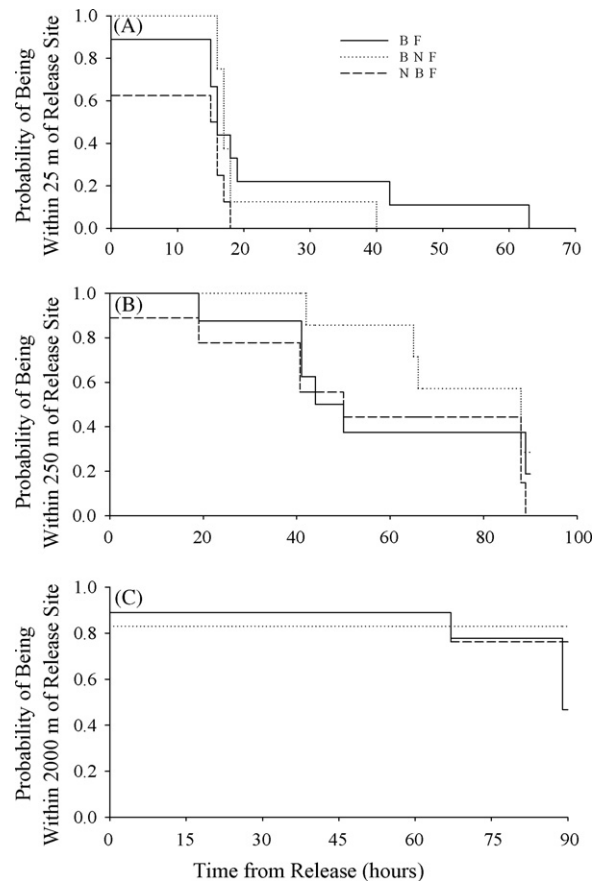 (A)
B F
B N F
N B F
Probability of Being
Within 25 m of Release Site
1.0
0.8
0.6
0.4
0.2
0.0
0 10 20 30 40 50 60 70
(B)
Probability of Being
Within 250 m of Release Site
1.0
0.8
0.6
0.4
0.2
0.0
0 20 40 60 80 100
(C)
Probability of Being
Within 2000 m of Release Site
1.0
0.8
0.6
0.4
0.2
0.0
0 15 30 45 60 75 90
Time from Release (hours)